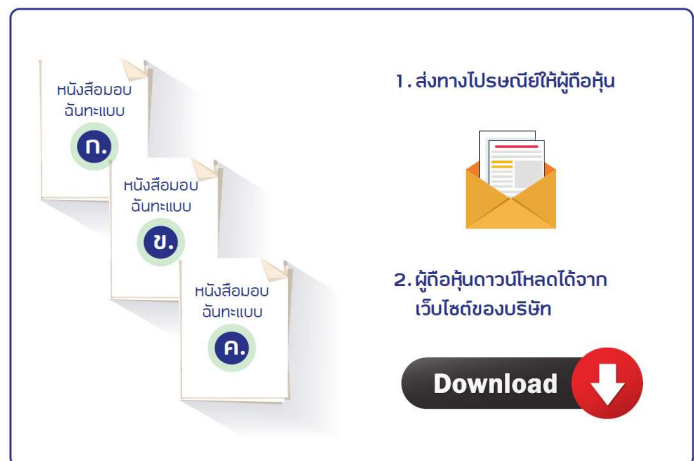 หนังสือมอบ
ฉันทะแบบ
ก.
หนังสือมอบ
ฉันทะแบบ
ข.
หนังสือมอบ
ฉันทะแบบ
ค.
1. ส่งทางไปรษณีย์ให้ผู้ถือหุ้น
2. ผู้ถือหุ้นดาวน์โหลดได้จาก
เว็บไซต์ของบริษัท
Download